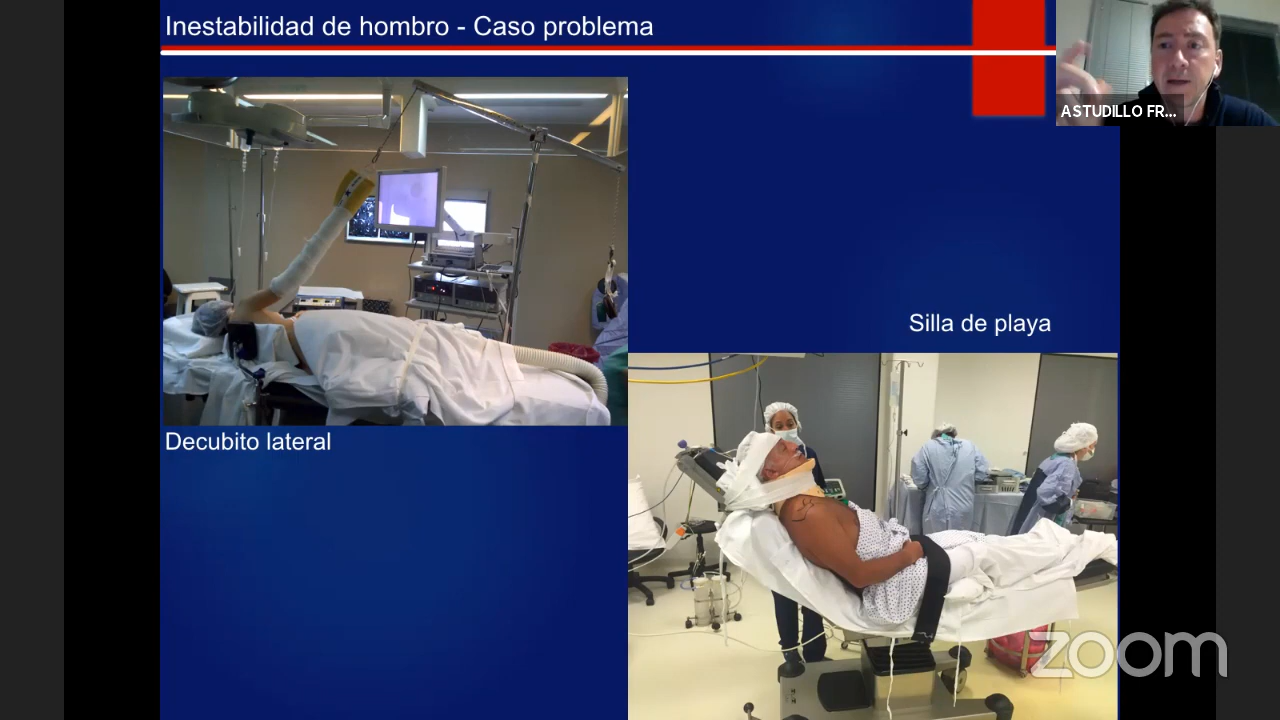 Inestabilidad de hombro - Caso problema
ASTUDILLO FR...
Silla de playa
Decubito lateral
zoom